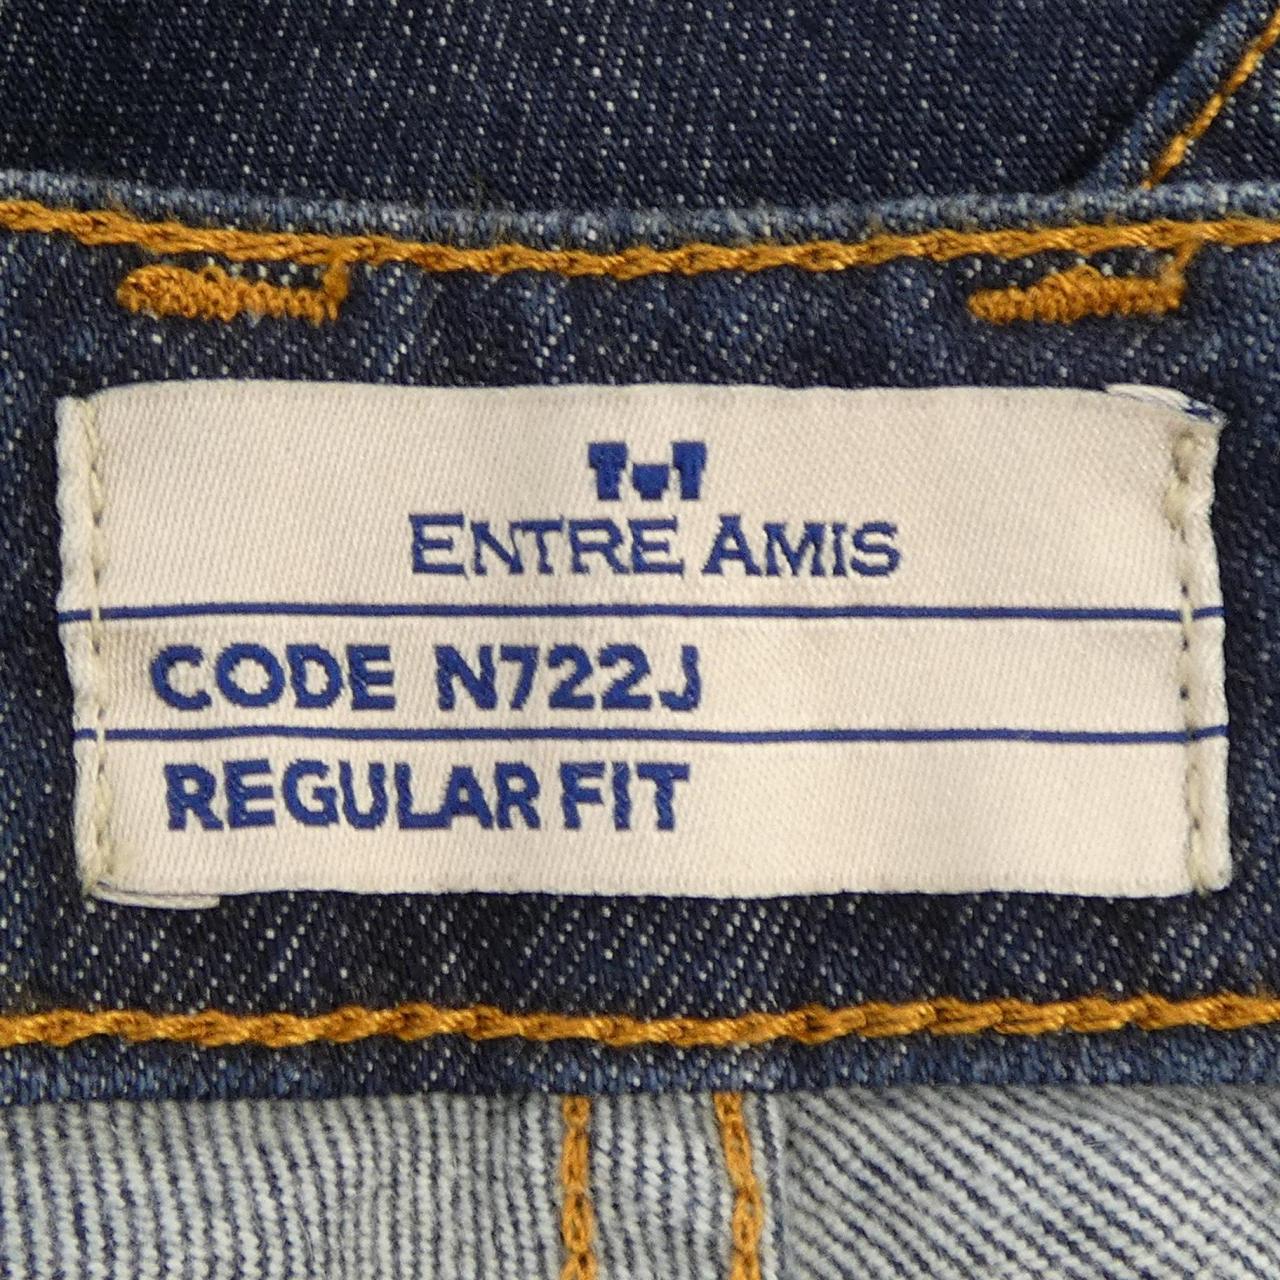 ENTRE AMIS
CODE N722J
REGULAR FIT